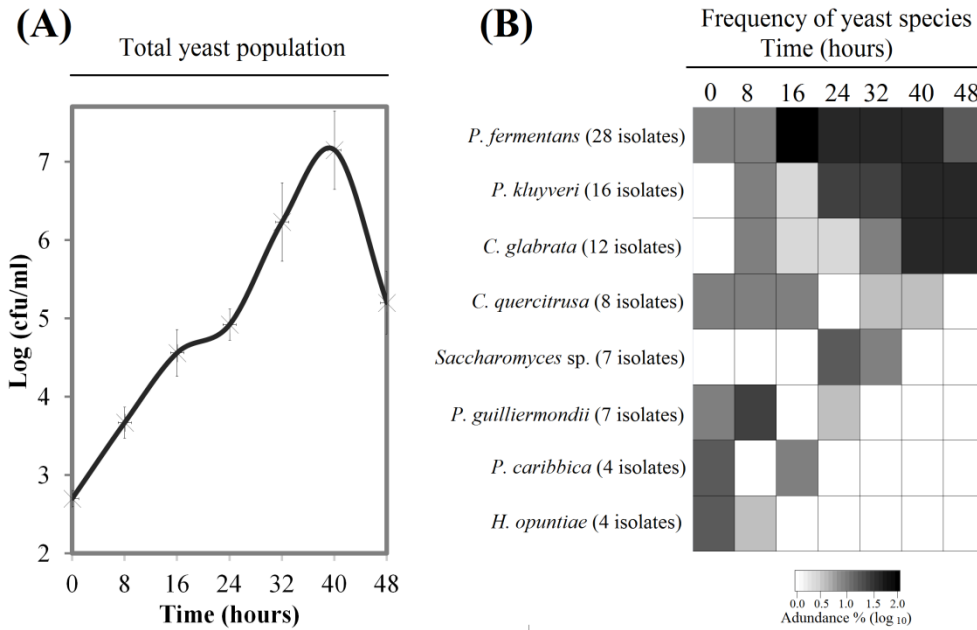 (A)
Total yeast population
Log (cfu/ml)
7
6
5
4
3
2
0 8 16 24 32 40 48
Time (hours)
(B)
Frequency of yeast species
Time (hours)
0 8 16 24 32 40 48
P. fermentans (28 isolates)
P. kluyveri (16 isolates)
C. glabrata (12 isolates)
C. quercitrusa (8 isolates)
Saccharomyces sp. (7 isolates)
P. guilliermondii (7 isolates)
P. caribbica (4 isolates)
H. opuntiae (4 isolates)
0.0 0.5 1.0 1.5 2.0
Adundance % (log 10)